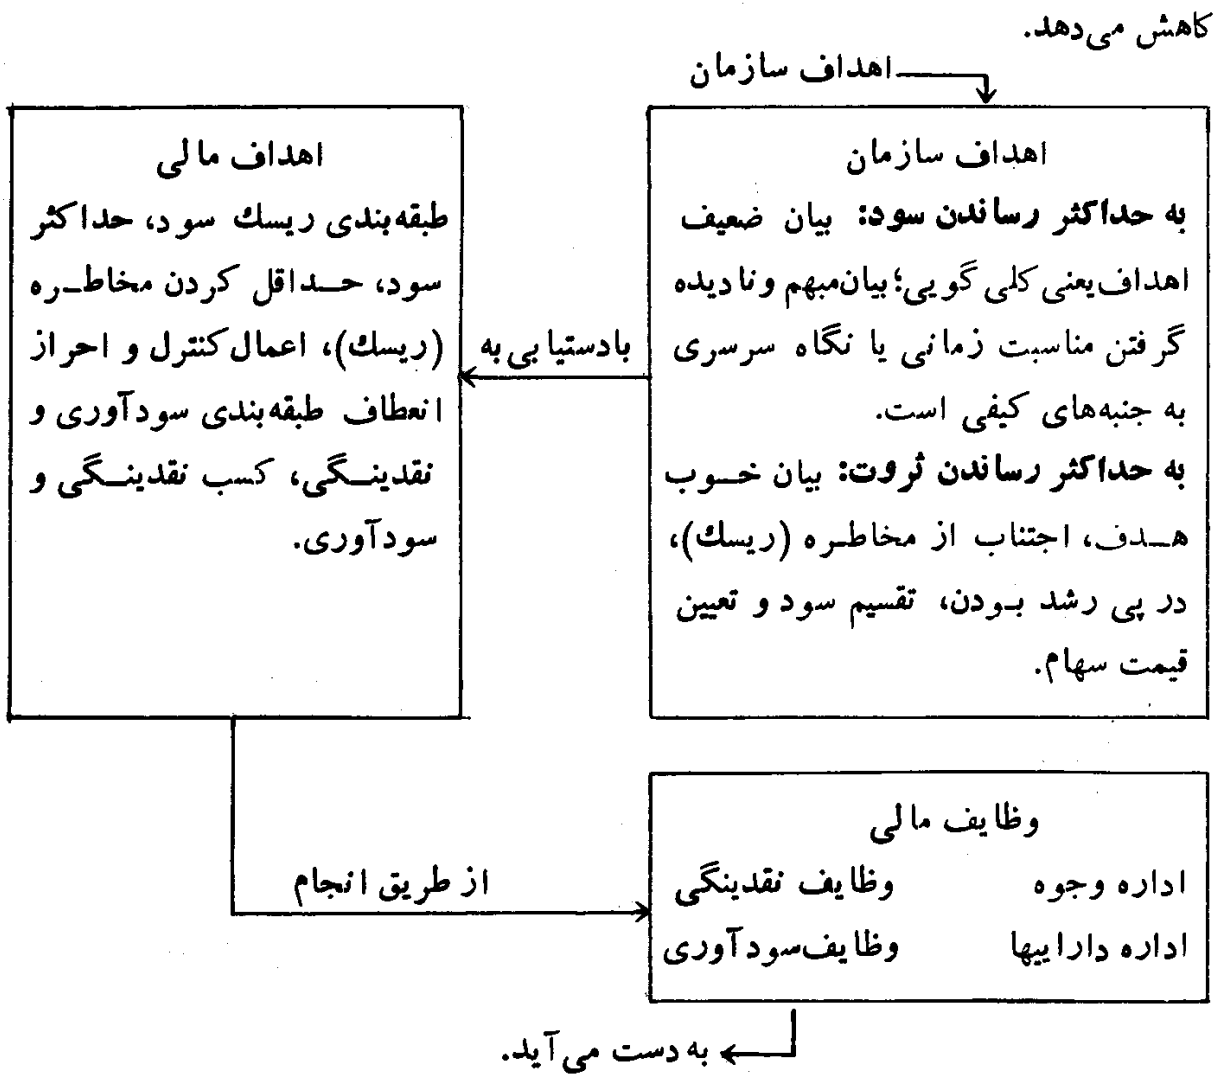 کاهش می‌دهد.
اهداف سازمان
اهداف سازمان
به حداکثر رساندن سود: بیان ضعیف
اهداف یعنی کلی گویی؛ بیان مبهم و نادیده
گرفتن مناسبت زمانی یا نگاه سرسری
به جنبه‌های کیفی است.
به حداکثر رساندن ثروت: بیان خوب
هدف، اجتناب از مخاطره (ریسك)،
در پی رشد بودن، تقسیم سود و تعیین
قیمت سهام.
بادستیابی به
اهداف مالی
طبقه‌بندی ریسك سود، حداکثر
سود، حداقل کردن مخاطره
(ریسك)، اعمال کنترل و احراز
انعطاف طبقه‌بندی سودآوری و
نقدینگی، کسب نقدینگی و
سودآوری.
از طریق انجام
وظایف مالی
اداره وجوه وظایف نقدینگی
اداره داراییها وظایف سودآوری
به دست می‌آید.